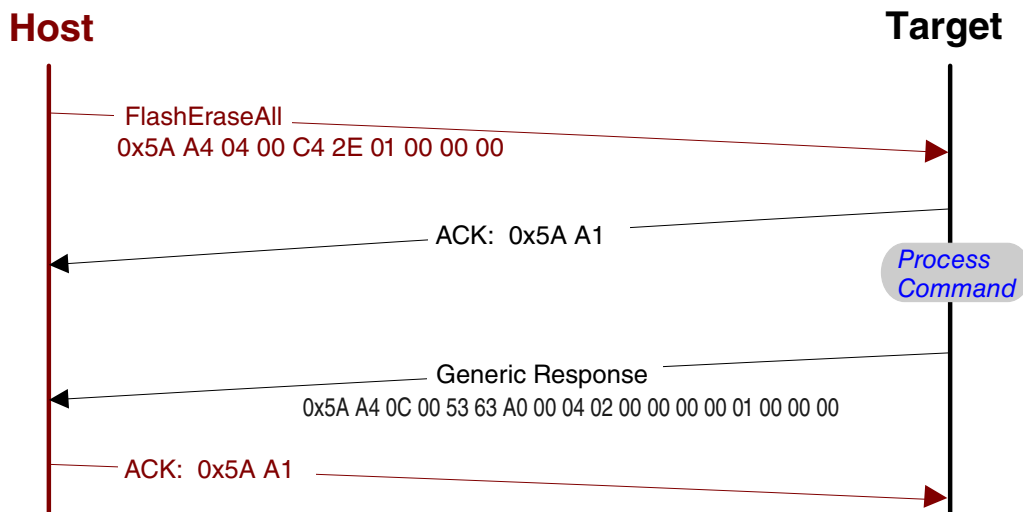 Host
Target
FlashEraseAll
0x5A A4 04 00 C4 2E 01 00 00 00
ACK: 0x5A A1
Process
Command
Generic Response
0x5A A4 0C 00 53 63 A0 00 04 02 00 00 00 00 01 00 00 00
ACK: 0x5A A1